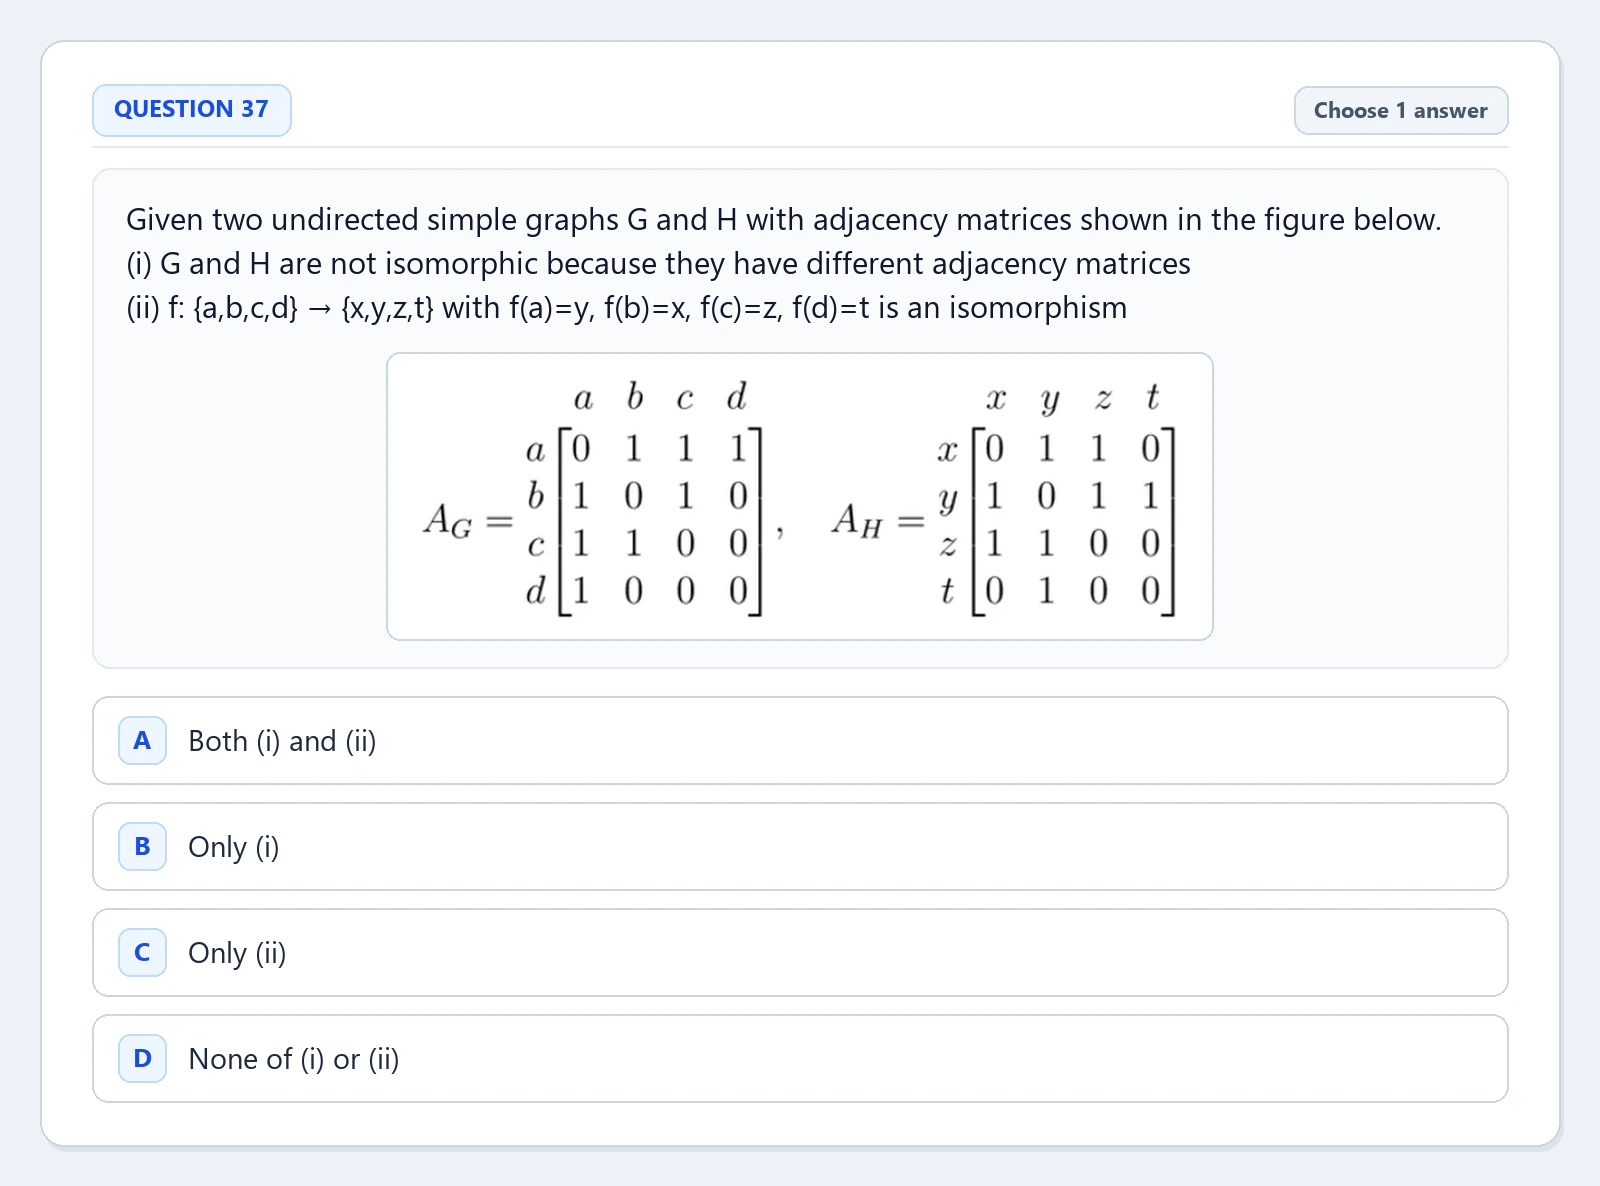 QUESTION 37
Choose 1 answer
Given two undirected simple graphs G and H with adjacency matrices shown in the figure below.
(i) G and H are not isomorphic because they have different adjacency matrices
(ii) f: {a,b,c,d} → {x,y,z,t} with f(a)=y, f(b)=x, f(c)=z, f(d)=t is an isomorphism
a b c d x y z t
a [0 1 1 1] x [0 1 1 0]
b [1 0 1 0] y [1 0 1 1]
A_G = , A_H =
c [1 1 0 0] z [1 1 0 0]
d [1 0 0 0] t [0 1 0 0]
A Both (i) and (ii)
B Only (i)
C Only (ii)
D None of (i) or (ii)